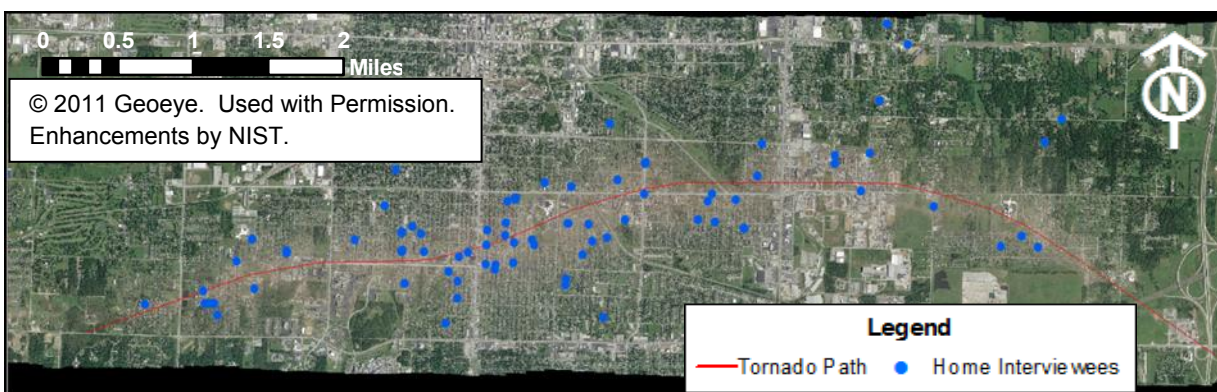 0 0.5 1 1.5 2
Miles
© 2011 Geoeye. Used with Permission.
Enhancements by NIST.
N
Legend
Tornado Path Home Interviewees